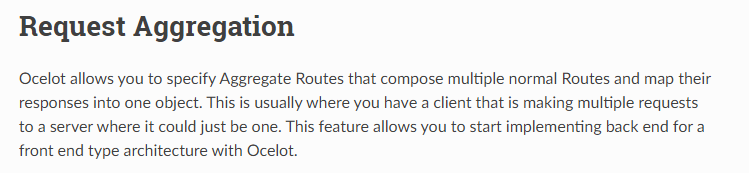 Request Aggregation
Ocelot allows you to specify Aggregate Routes that compose multiple normal Routes and map their
responses into one object. This is usually where you have a client that is making multiple requests
to a server where it could just be one. This feature allows you to start implementing back end for a
front end type architecture with Ocelot.